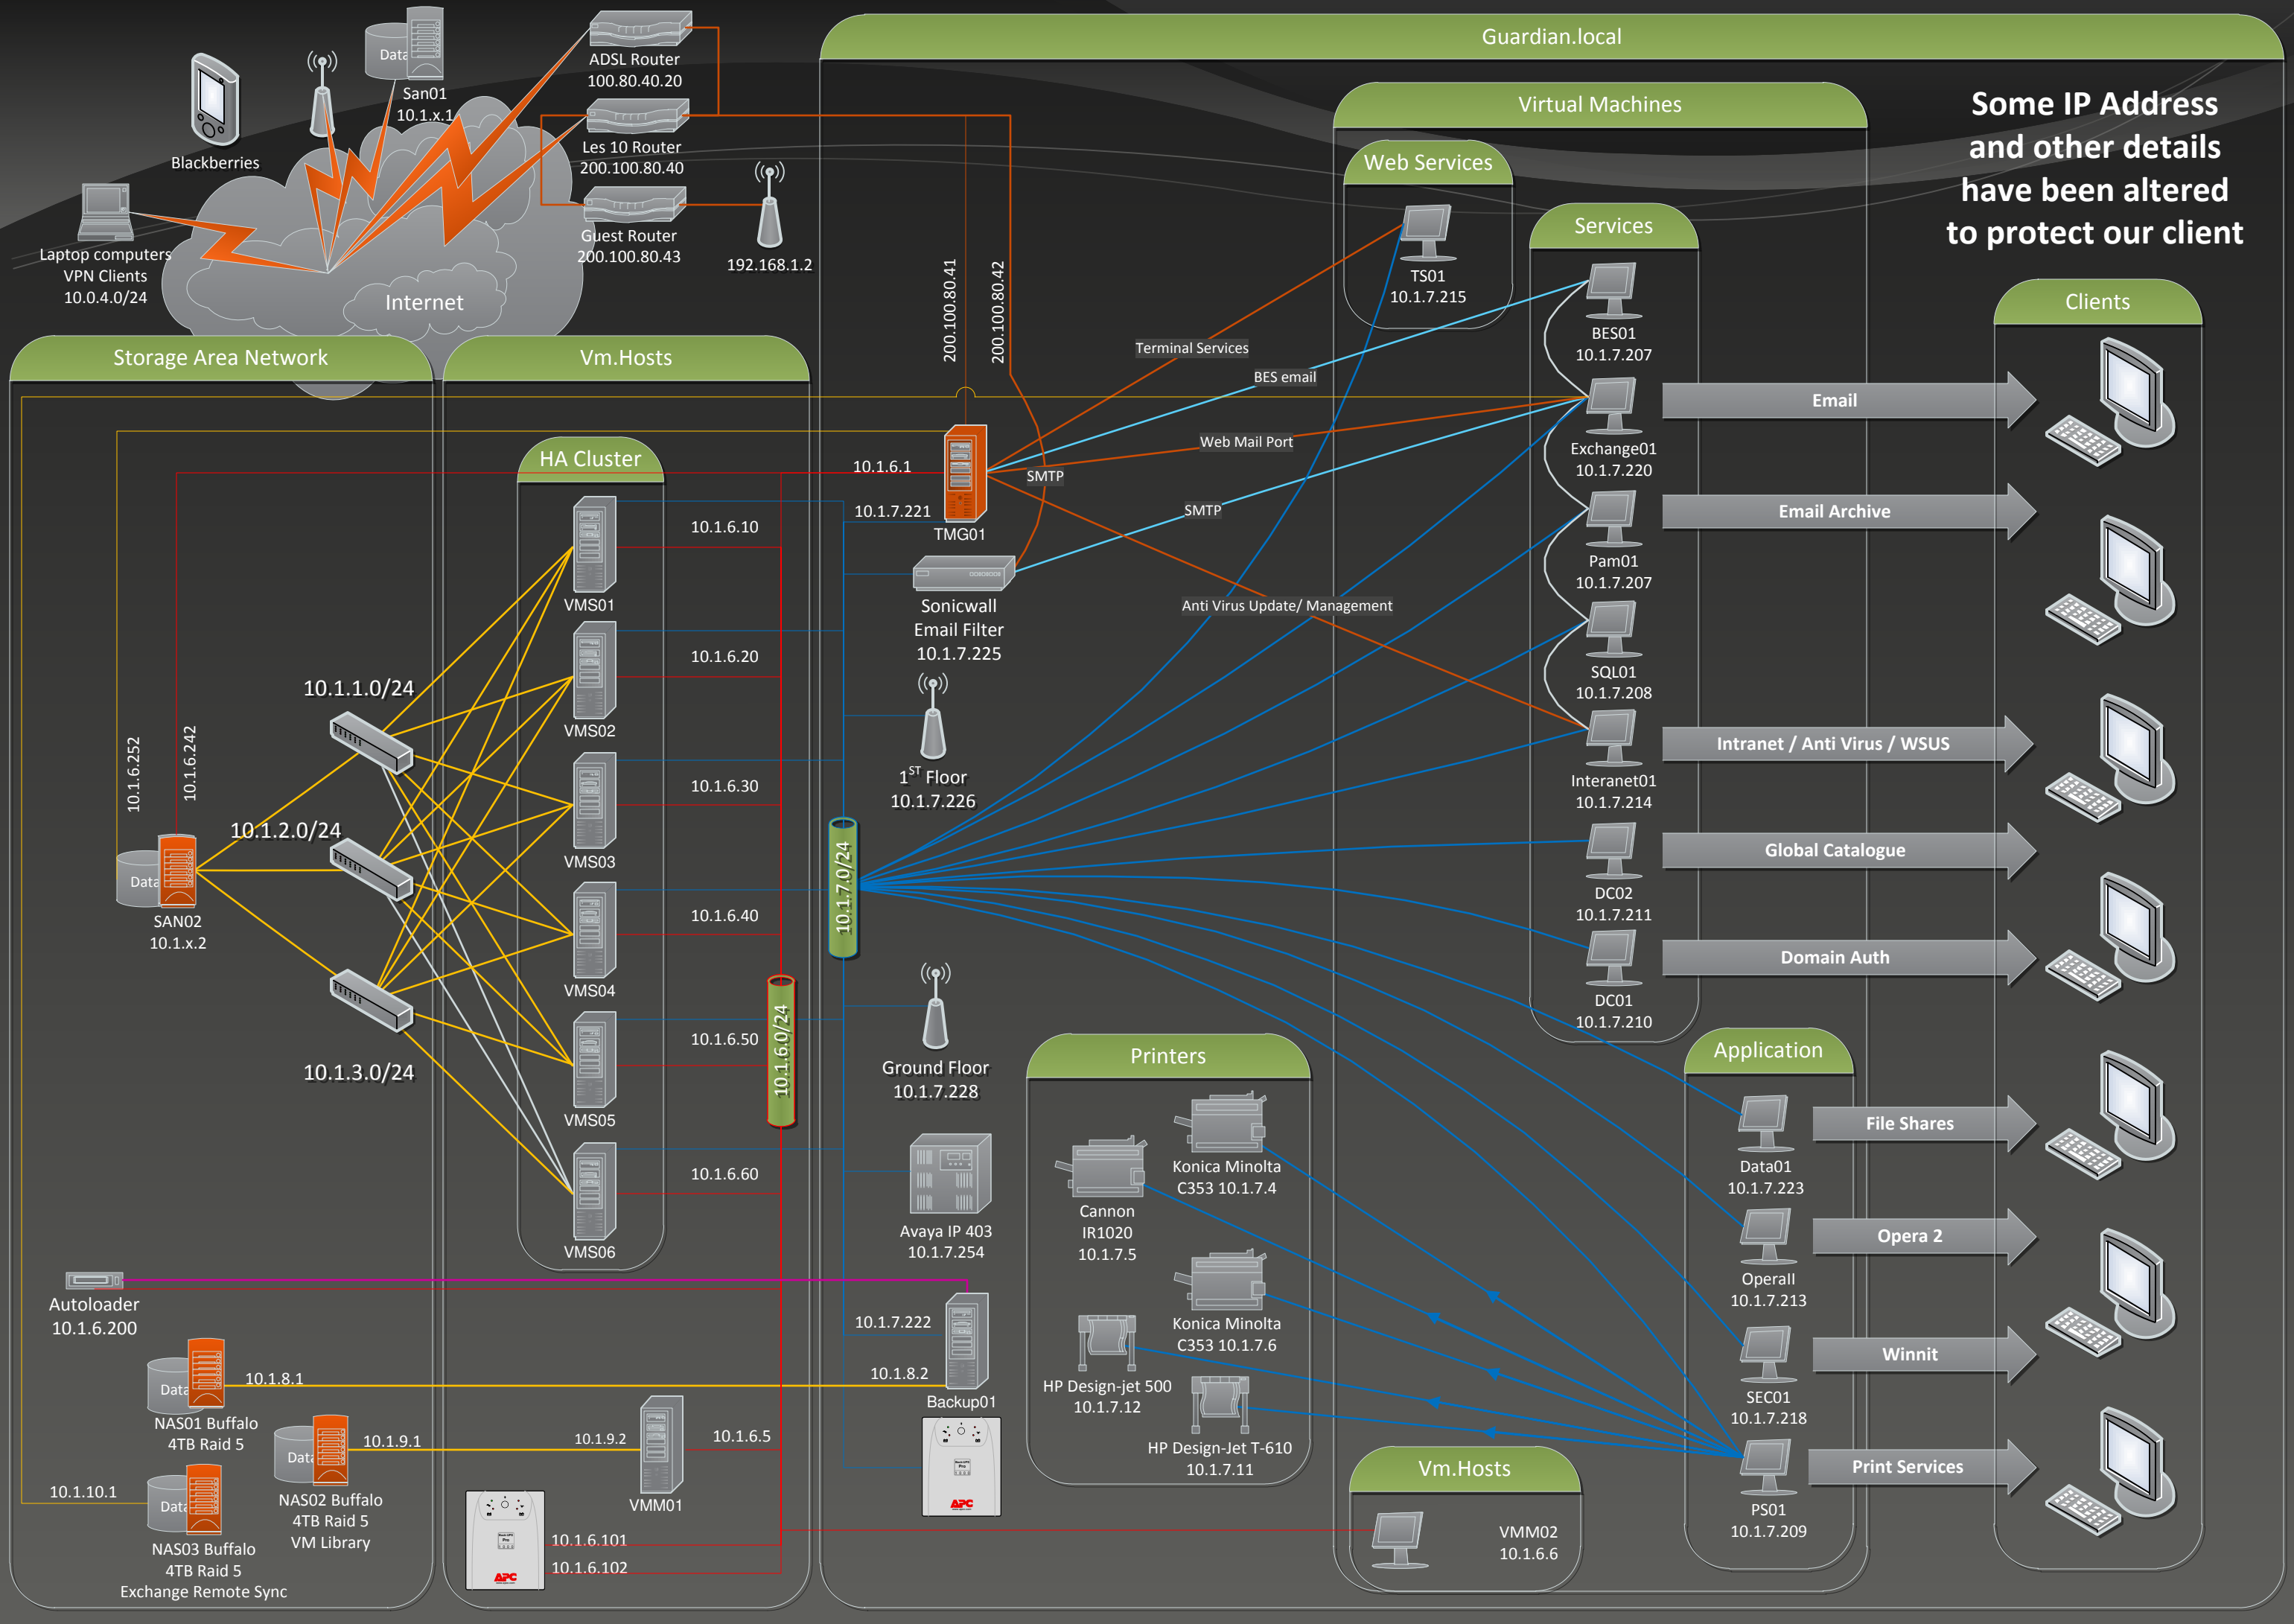 Guardian.local
Data
San01
10.1.x.1
Blackberries
Laptop computers
VPN Clients
10.0.4.0/24
Internet
ADSL Router
100.80.40.20
Les 10 Router
200.100.80.40
Guest Router
200.100.80.43
192.168.1.2
Some IP Address
and other details
have been altered
to protect our client
Storage Area Network
10.1.6.252
10.1.6.242
10.1.1.0/24
10.1.2.0/24
10.1.3.0/24
Data
SAN02
10.1.x.2
Autoloader
10.1.6.200
Data
NAS01 Buffalo
4TB Raid 5
10.1.8.1
Data
NAS02 Buffalo
4TB Raid 5
VM Library
10.1.9.1
10.1.10.1
Data
NAS03 Buffalo
4TB Raid 5
Exchange Remote Sync
Vm.Hosts
HA Cluster
VMS01
VMS02
VMS03
VMS04
VMS05
VMS06
10.1.6.10
10.1.6.20
10.1.6.30
10.1.6.40
10.1.6.50
10.1.6.60
10.1.6.0/24
10.1.9.2
VMM01
10.1.6.5
APC
10.1.6.101
10.1.6.102
200.100.80.41
200.100.80.42
10.1.6.1
10.1.7.221
TMG01
SMTP
Sonicwall
Email Filter
10.1.7.225
1ST Floor
10.1.7.226
10.1.7.0/24
Ground Floor
10.1.7.228
Avaya IP 403
10.1.7.254
10.1.7.222
10.1.8.2
Backup01
APC
Terminal Services
BES email
Web Mail Port
SMTP
Anti Virus Update/ Management
Printers
Konica Minolta
C353 10.1.7.4
Cannon
IR1020
10.1.7.5
Konica Minolta
C353 10.1.7.6
HP Design-jet 500
10.1.7.12
HP Design-Jet T-610
10.1.7.11
Virtual Machines
Web Services
TS01
10.1.7.215
Services
BES01
10.1.7.207
Exchange01
10.1.7.220
Pam01
10.1.7.207
SQL01
10.1.7.208
Interanet01
10.1.7.214
DC02
10.1.7.211
DC01
10.1.7.210
Application
Data01
10.1.7.223
Operall
10.1.7.213
SEC01
10.1.7.218
PS01
10.1.7.209
Vm.Hosts
VMM02
10.1.6.6
Clients
Email
Email Archive
Intranet / Anti Virus / WSUS
Global Catalogue
Domain Auth
File Shares
Opera 2
Winnit
Print Services